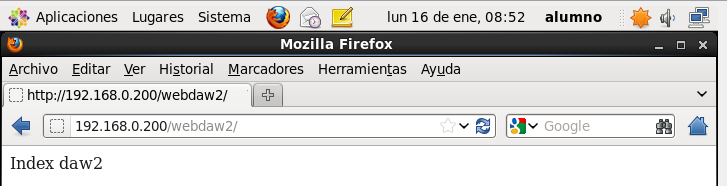 Aplicaciones Lugares Sistema lun 16 de ene, 08:52 alumno
Mozilla Firefox
Archivo Editar Ver Historial Marcadores Herramientas Ayuda
http://192.168.0.200/webdaw2/
192.168.0.200/webdaw2/ Google
Index daw2